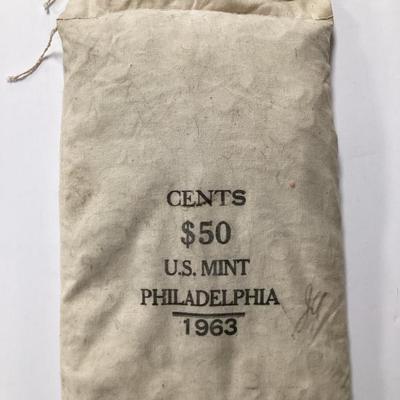 CENTS
$50
U.S. MINT
PHILADELPHIA
1963